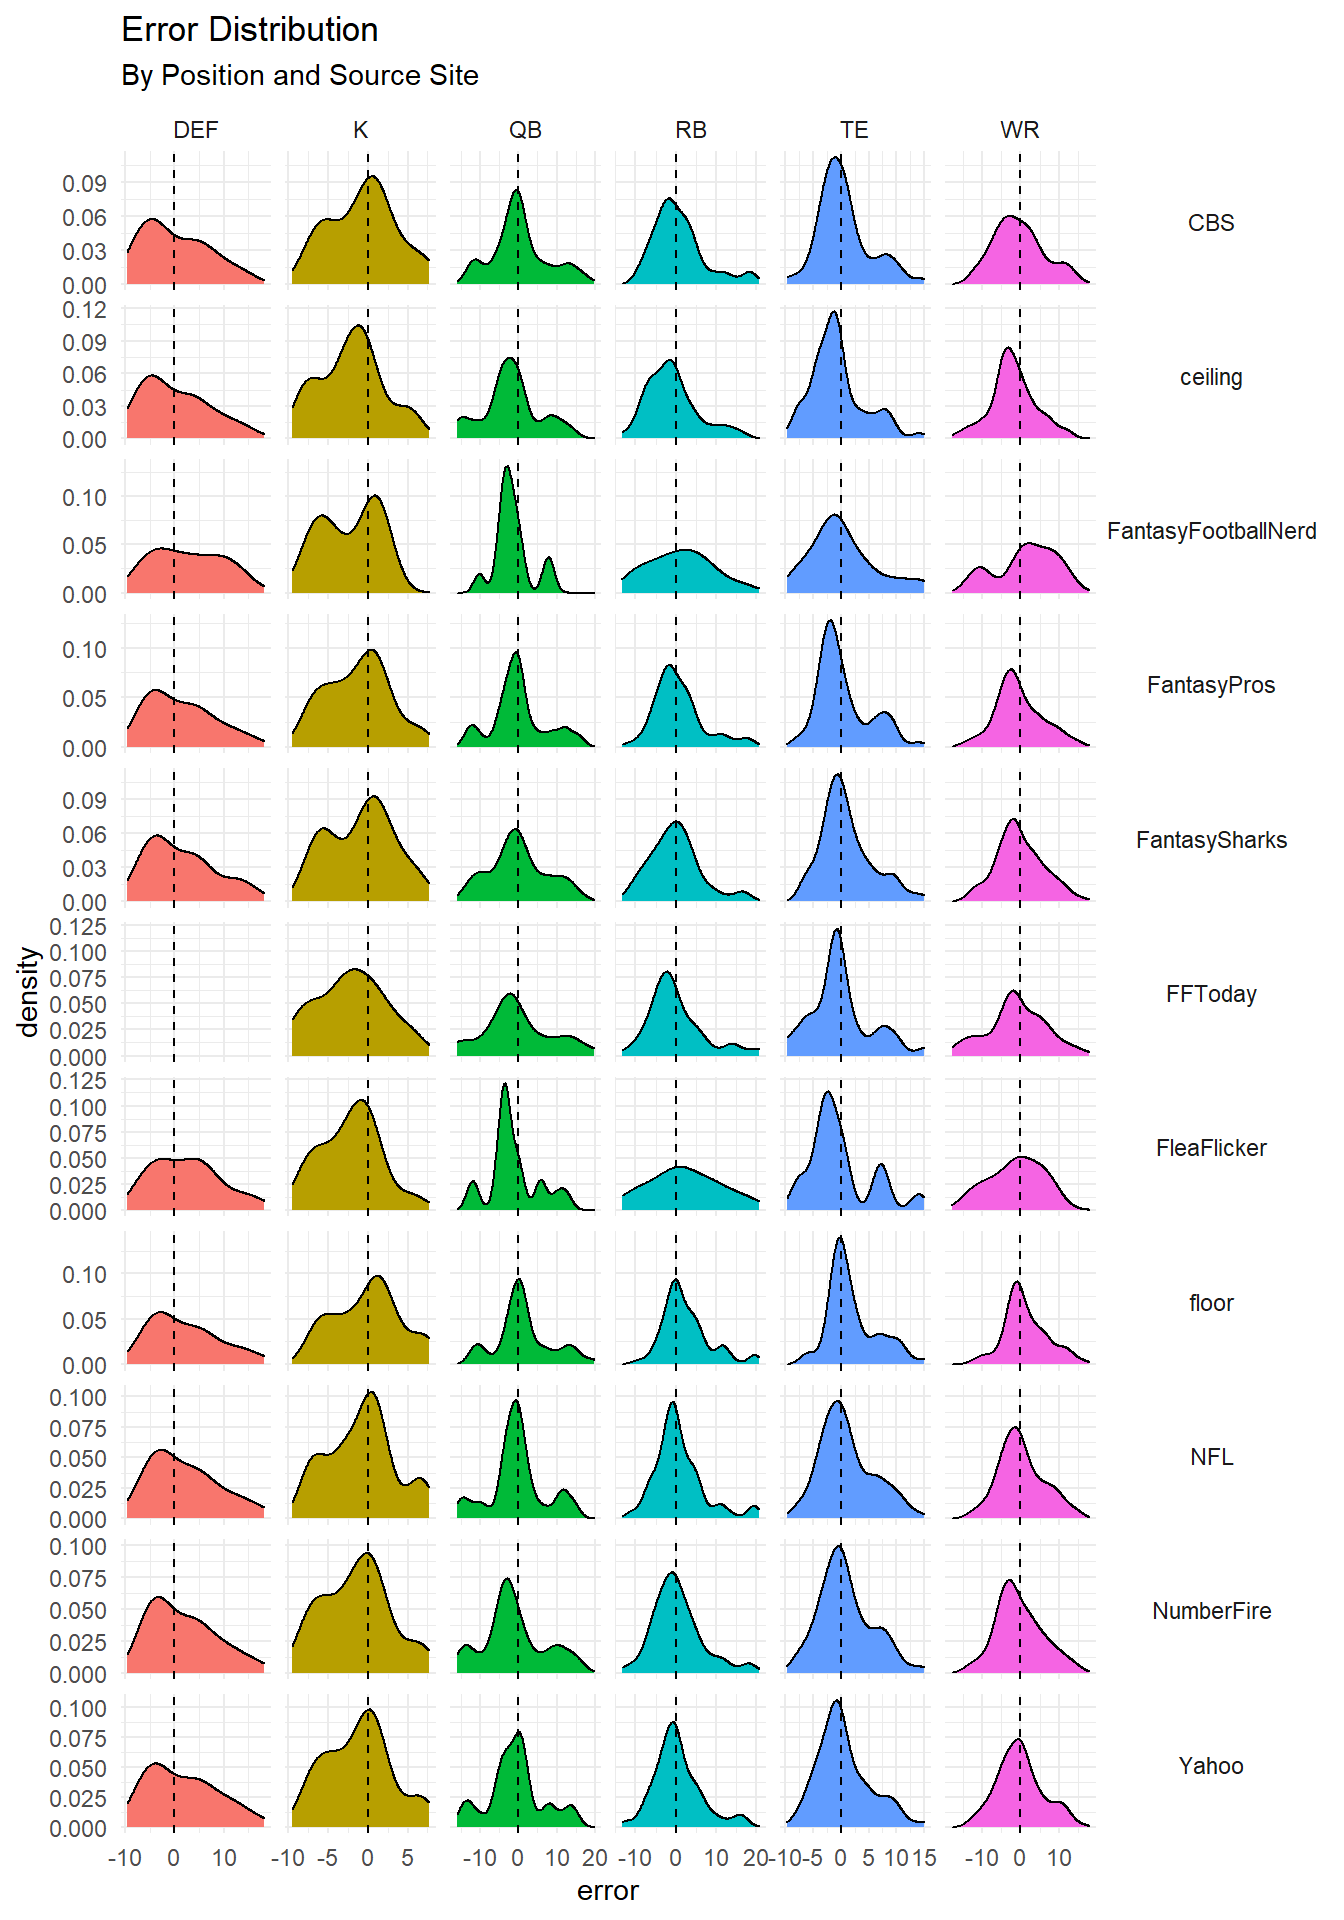 Error Distribution
By Position and Source Site
DEF K QB RB TE WR
0.09
0.06
0.03
0.00
CBS
0.12
0.09
0.06
0.03
0.00
ceiling
0.10
0.05
0.00
FantasyFootballNerd
0.10
0.05
0.00
FantasyPros
0.09
0.06
0.03
0.00
FantasySharks
0.125
0.100
0.075
0.050
0.025
0.000
FFToday
density
0.125
0.100
0.075
0.050
0.025
0.000
FleaFlicker
0.10
0.05
0.00
floor
0.100
0.075
0.050
0.025
0.000
NFL
0.100
0.075
0.050
0.025
0.000
NumberFire
0.100
0.075
0.050
0.025
0.000
Yahoo
-10 0 10 -10 -5 0 5 -10 0 10 20 -10 0 10 20 -10 -5 0 5 10 15 -10 0 10
error